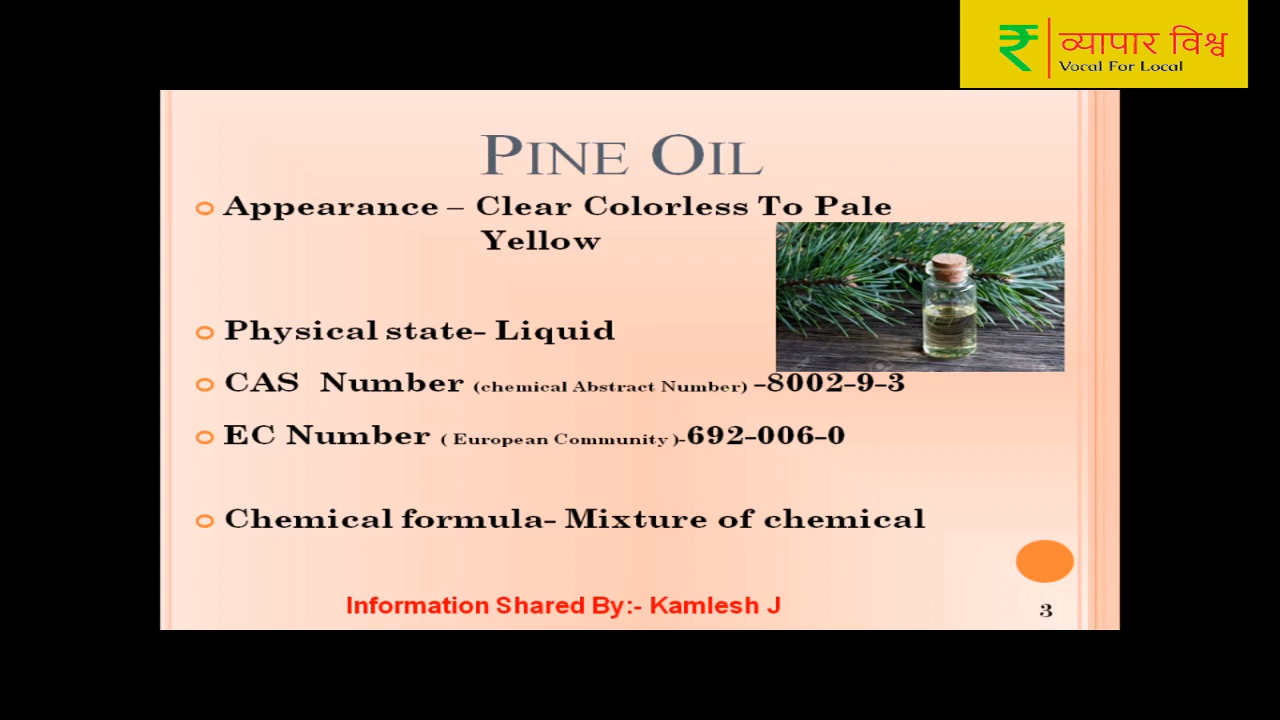 ₹ व्यापार विश्व
Vocal For Local
PINE OIL
Appearance – Clear Colorless To Pale
Yellow
Physical state- Liquid
CAS Number (chemical Abstract Number) -8002-9-3
EC Number ( European Community )-692-006-0
Chemical formula- Mixture of chemical
Information Shared By:- Kamlesh J
3